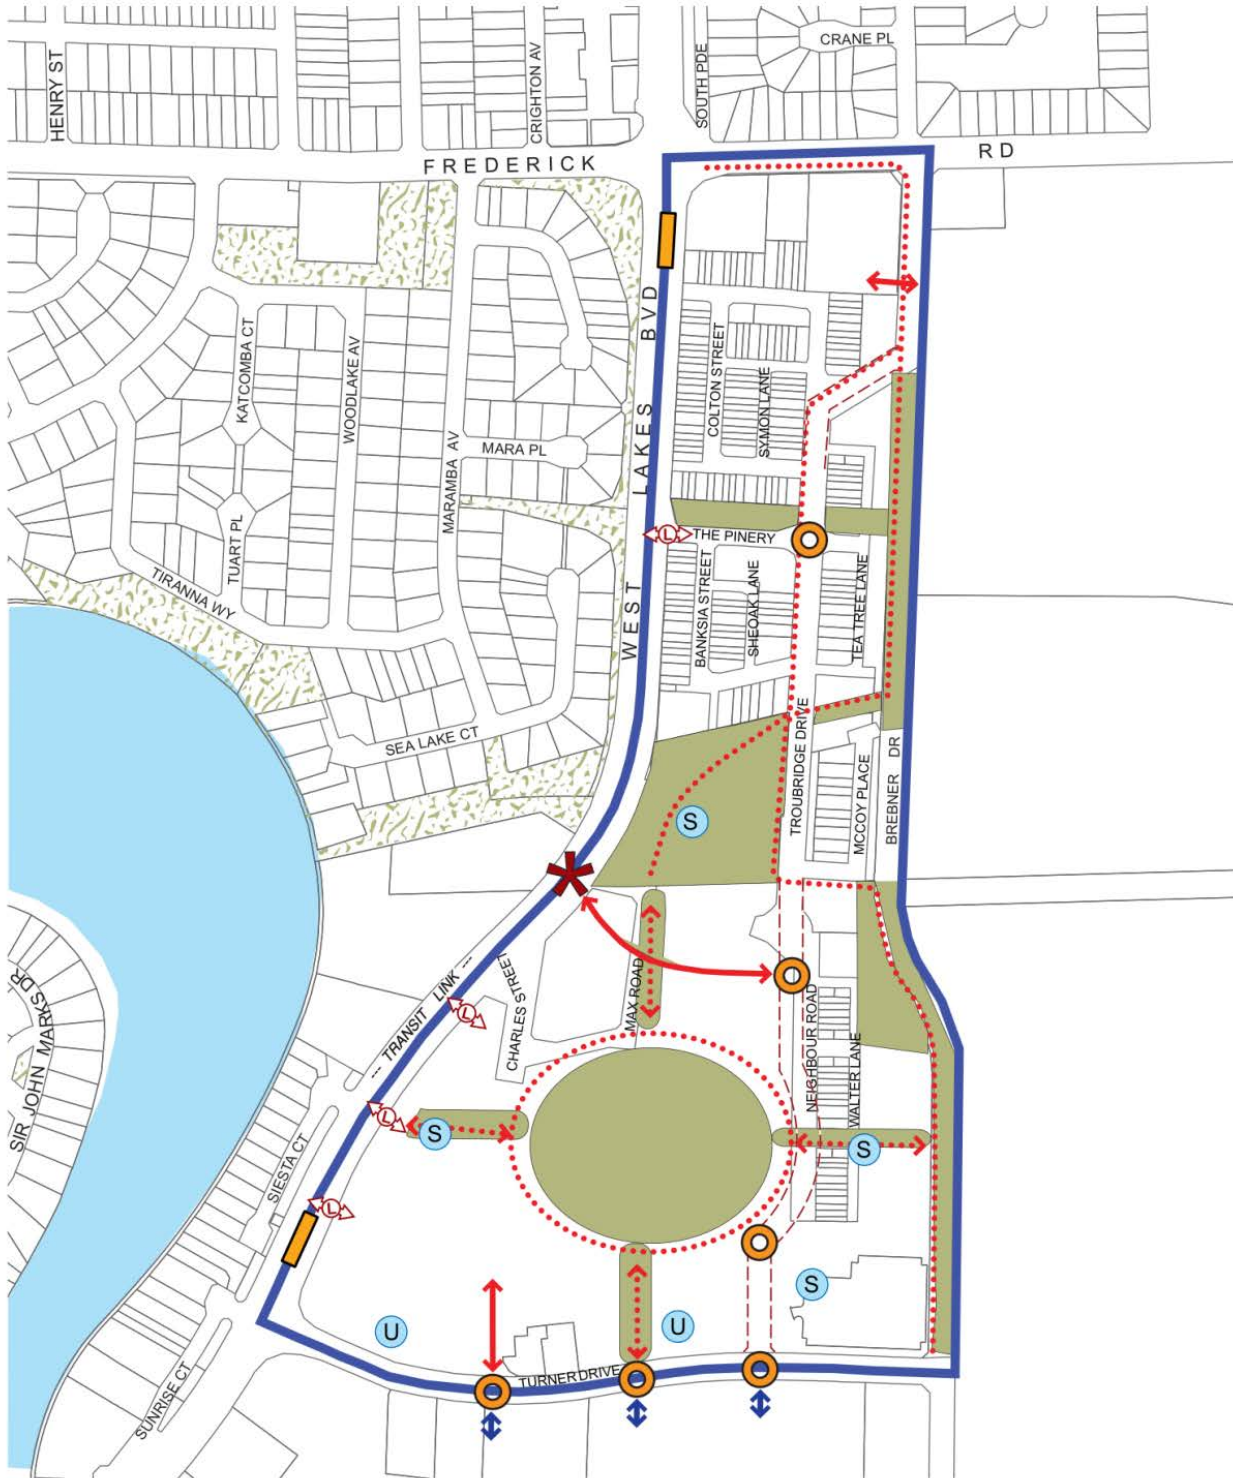 CRANE PL
HENRY ST
CRIGHTON AV
SOUTH PDE
FREDERICK
RD
WEST LAKES BVD
KATCOMBA CT
WOODLAKE AV
COLTON STREET
SYMON LANE
MARA PL
MARAMBA AV
TUART PL
TIRANNA WY
L
THE PINERY
BANKSIA STREET
SHEOAK LANE
TEA TREE LANE
SEA LAKE CT
TROUBRIDGE DRIVE
MCCOY PLACE
BREBNER DR
S
SIR JOHN MARKS DR
--- TRANSIT LINK ---
CHARLES STREET
MAX ROAD
NEIGHBOUR ROAD
WALTER LANE
L
L
S
S
SIESTA CT
L
S
U
U
TURNER DRIVE
SUNRISE CT